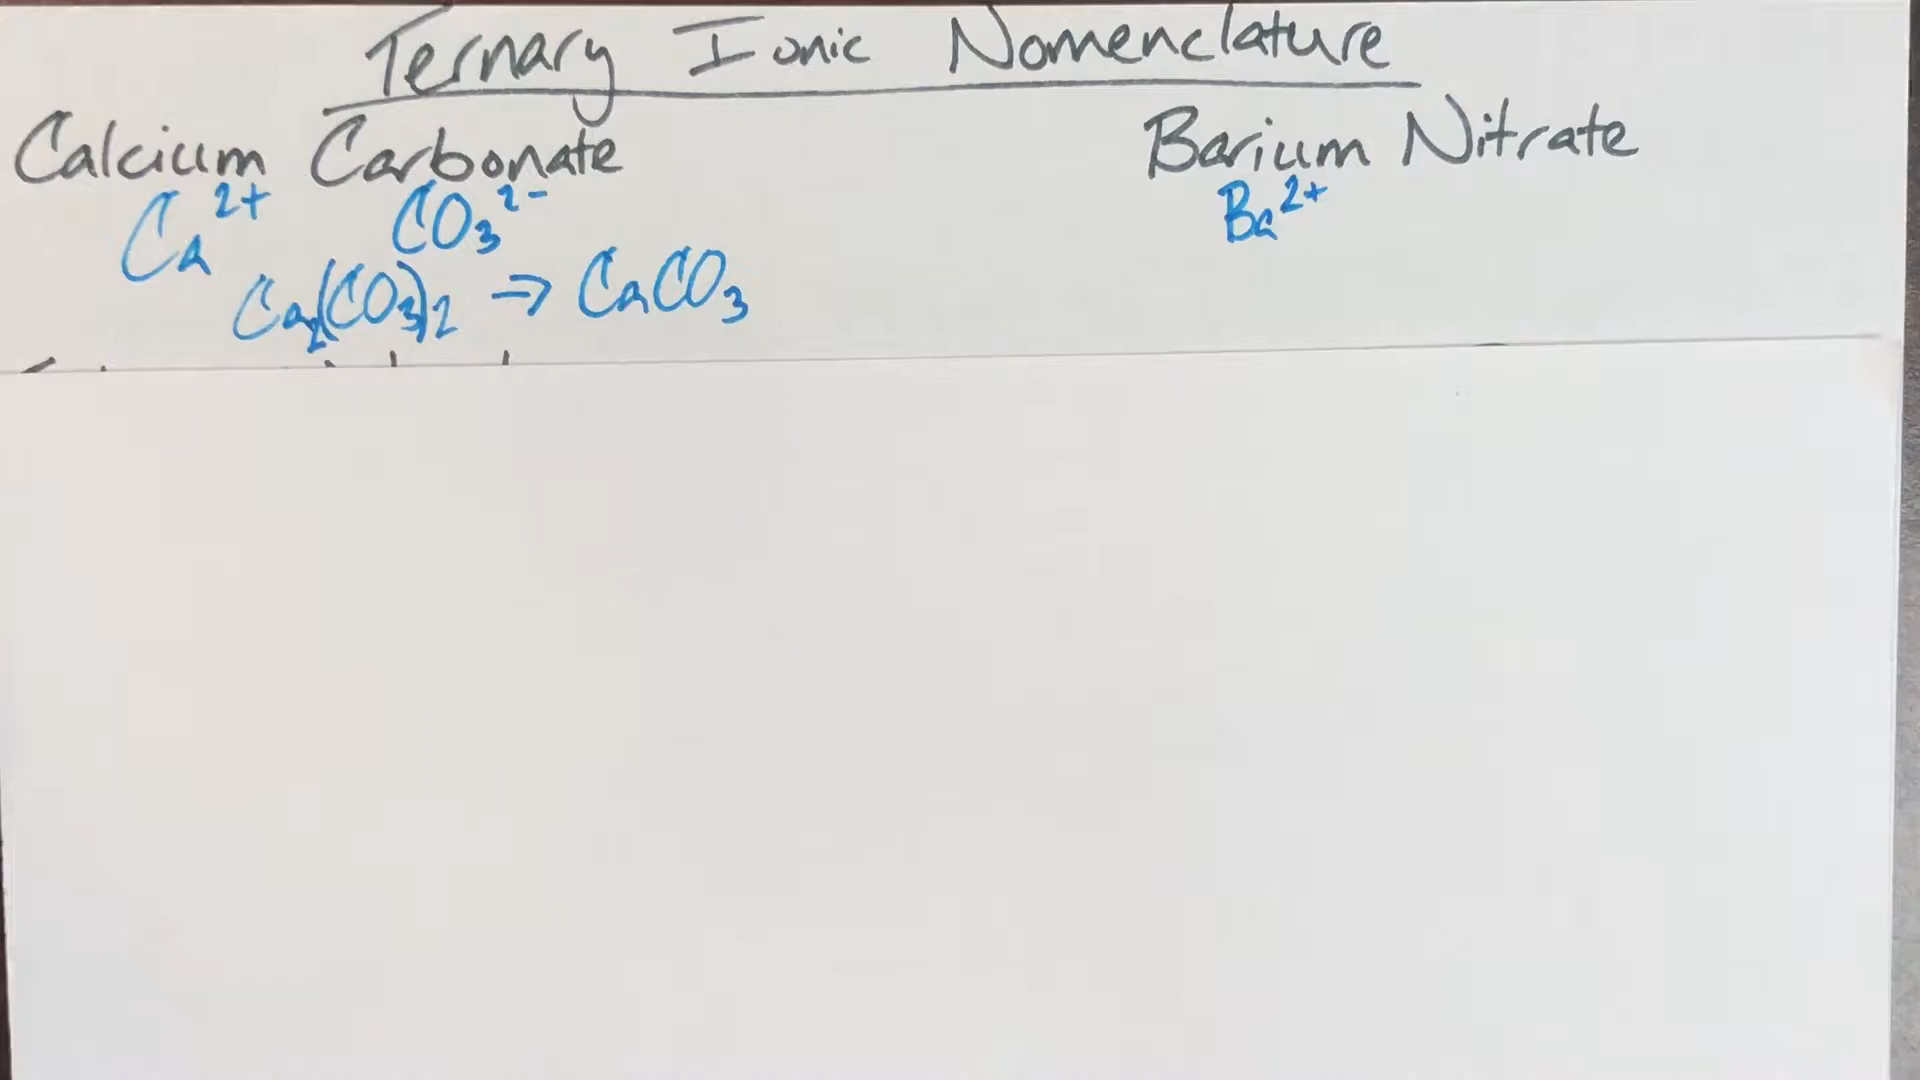 Ternary Ionic Nomenclature
Calcium Carbonate
Ca²⁺ CO₃²⁻
Ca₂(CO₃)₂ → CaCO₃
Barium Nitrate
Ba²⁺